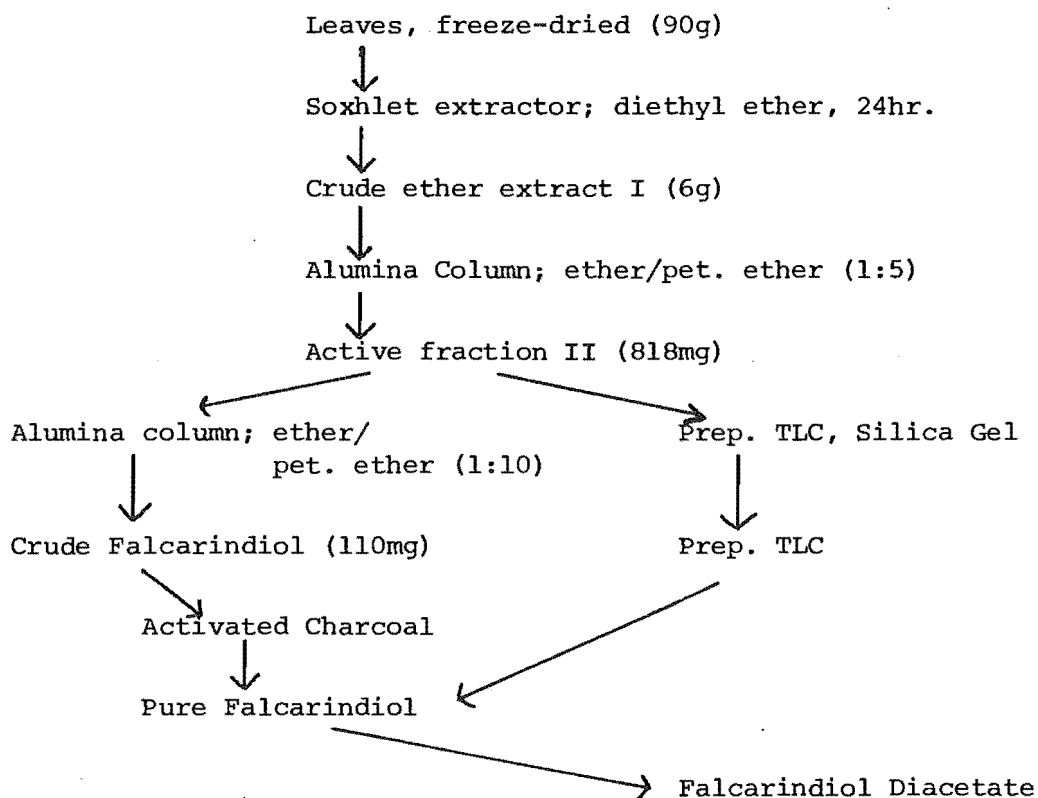 Leaves, freeze-dried (90g)
Soxhlet extractor; diethyl ether, 24hr.
Crude ether extract I (6g)
Alumina Column; ether/pet. ether (1:5)
Active fraction II (818mg)
Alumina column; ether/
pet. ether (1:10)
Prep. TLC, Silica Gel
Crude Falcarindiol (110mg)
Prep. TLC
Activated Charcoal
Pure Falcarindiol
Falcarindiol Diacetate